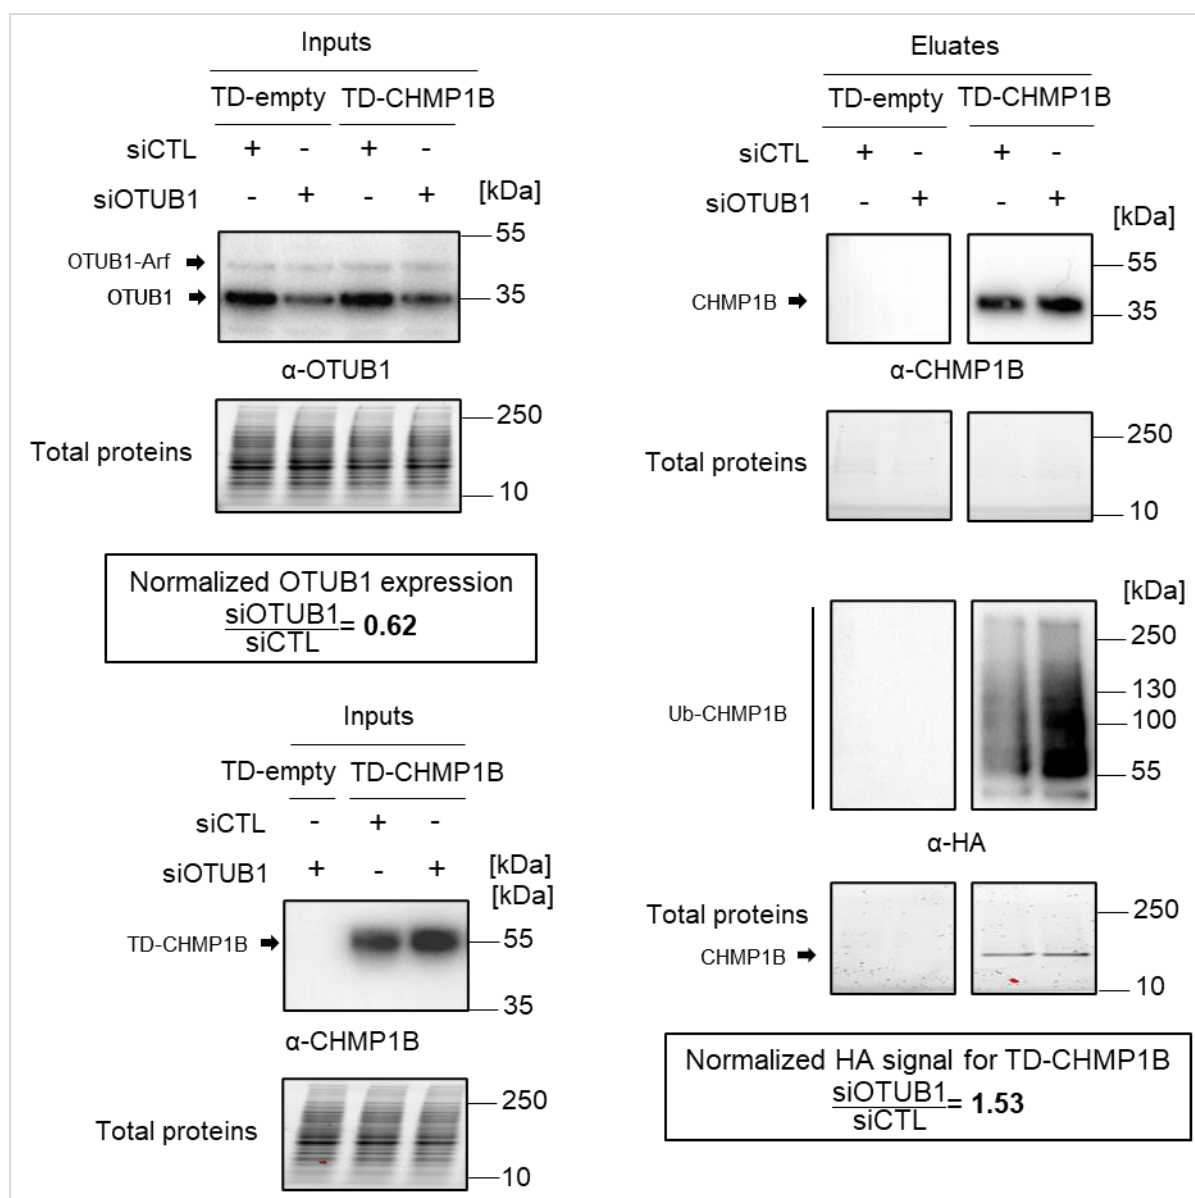 Inputs
TD-empty TD-CHMP1B
siCTL + - + -
siOTUB1 - + - + [kDa]
55
OTUB1-Arf
OTUB1 35
α-OTUB1
250
Total proteins
10
Normalized OTUB1 expression
siOTUB1
siCTL
= 0.62
Inputs
TD-empty TD-CHMP1B
siCTL - + -
siOTUB1 + - + [kDa]
[kDa]
TD-CHMP1B 55
35
α-CHMP1B
250
Total proteins
10
Eluates
TD-empty TD-CHMP1B
siCTL + - + -
siOTUB1 - + - +
[kDa]
55
CHMP1B 35
α-CHMP1B
250
Total proteins
10
[kDa]
250
130
Ub-CHMP1B 100
55
α-HA
Total proteins 250
CHMP1B
10
Normalized HA signal for TD-CHMP1B
siOTUB1
siCTL
= 1.53